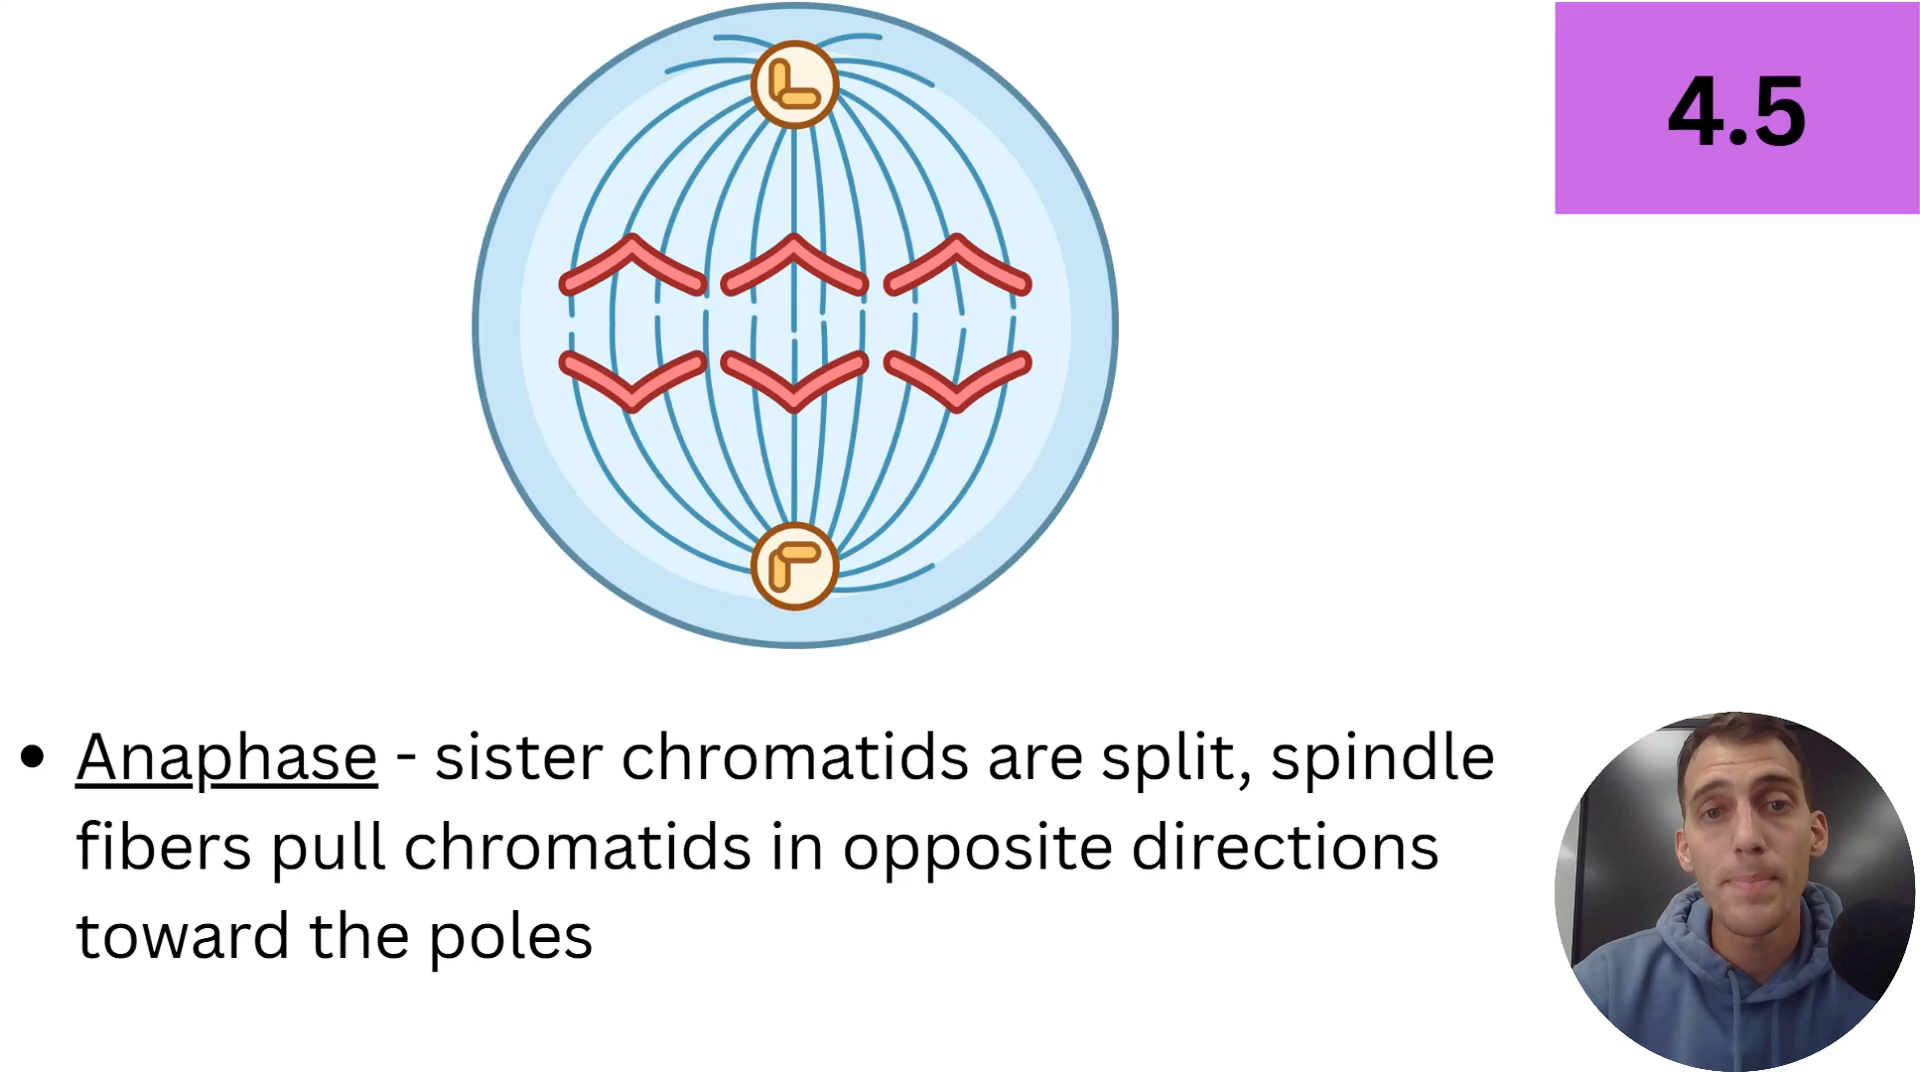 4.5
• Anaphase - sister chromatids are split, spindle
fibers pull chromatids in opposite directions
toward the poles